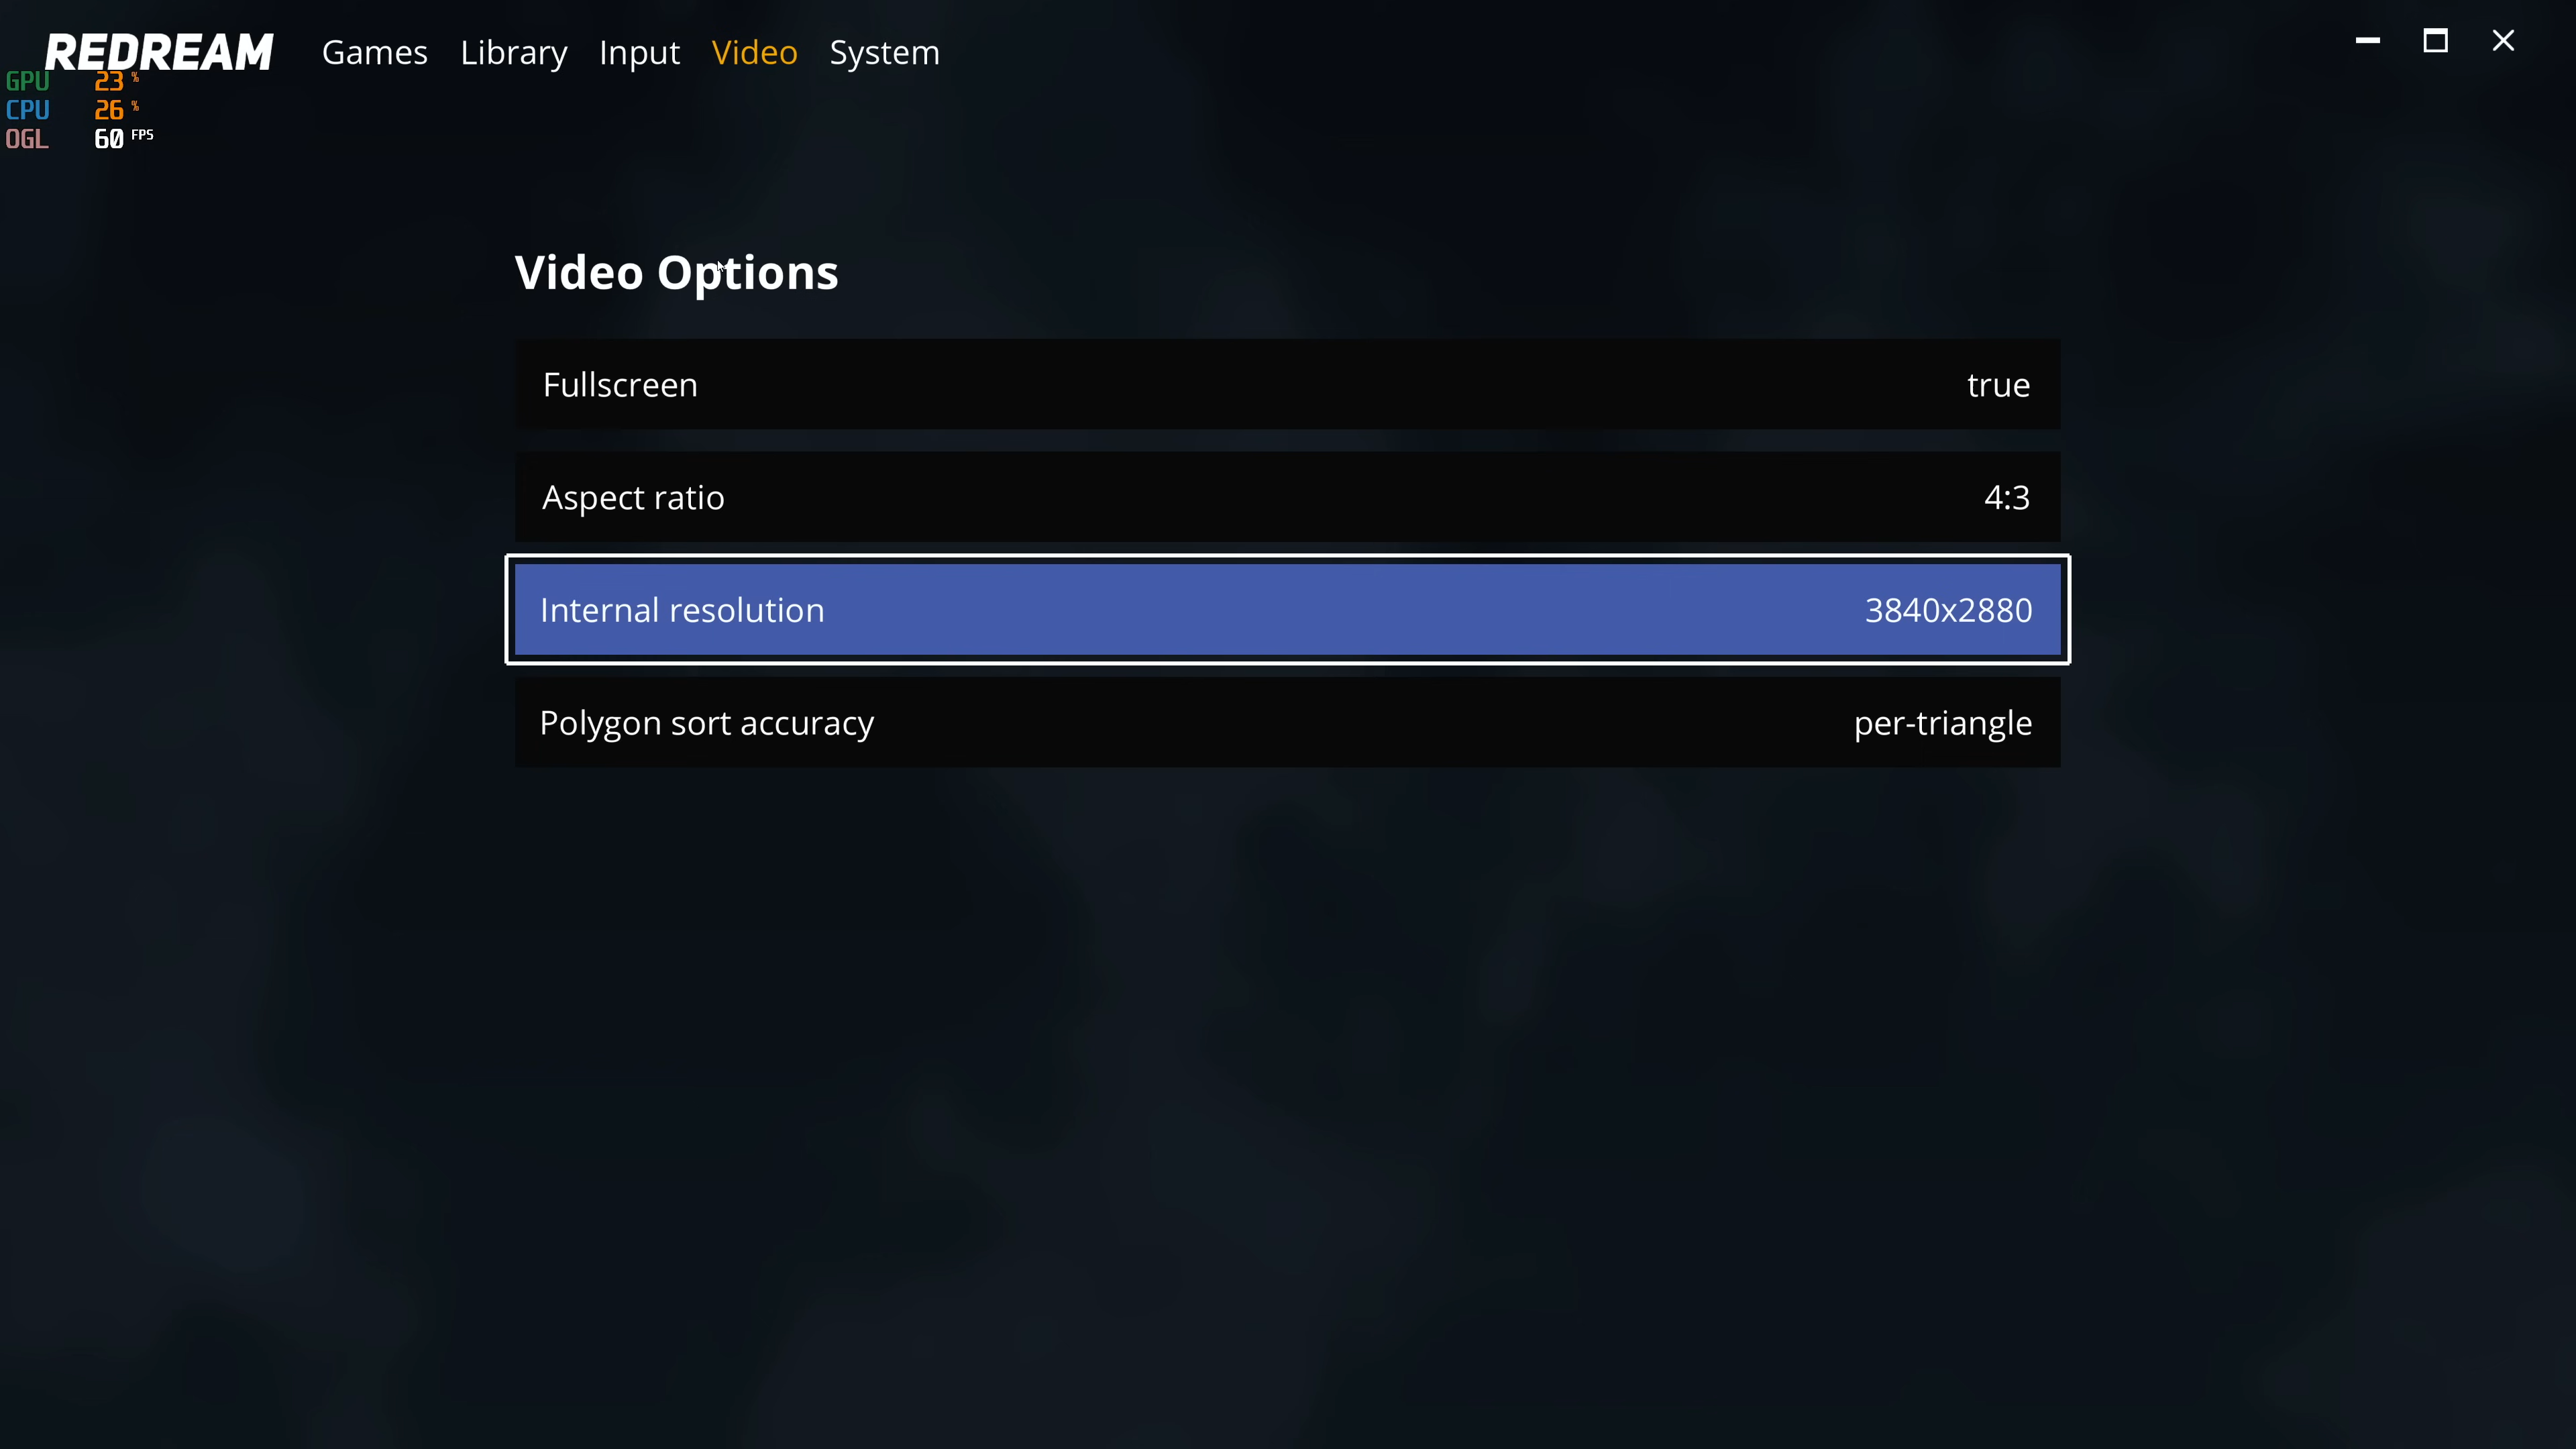 REDREAM Games Library Input Video System
GPU 23 %
CPU 26 %
OGL 60 FPS
Video Options
Fullscreen true
Aspect ratio 4:3
Internal resolution 3840x2880
Polygon sort accuracy per-triangle